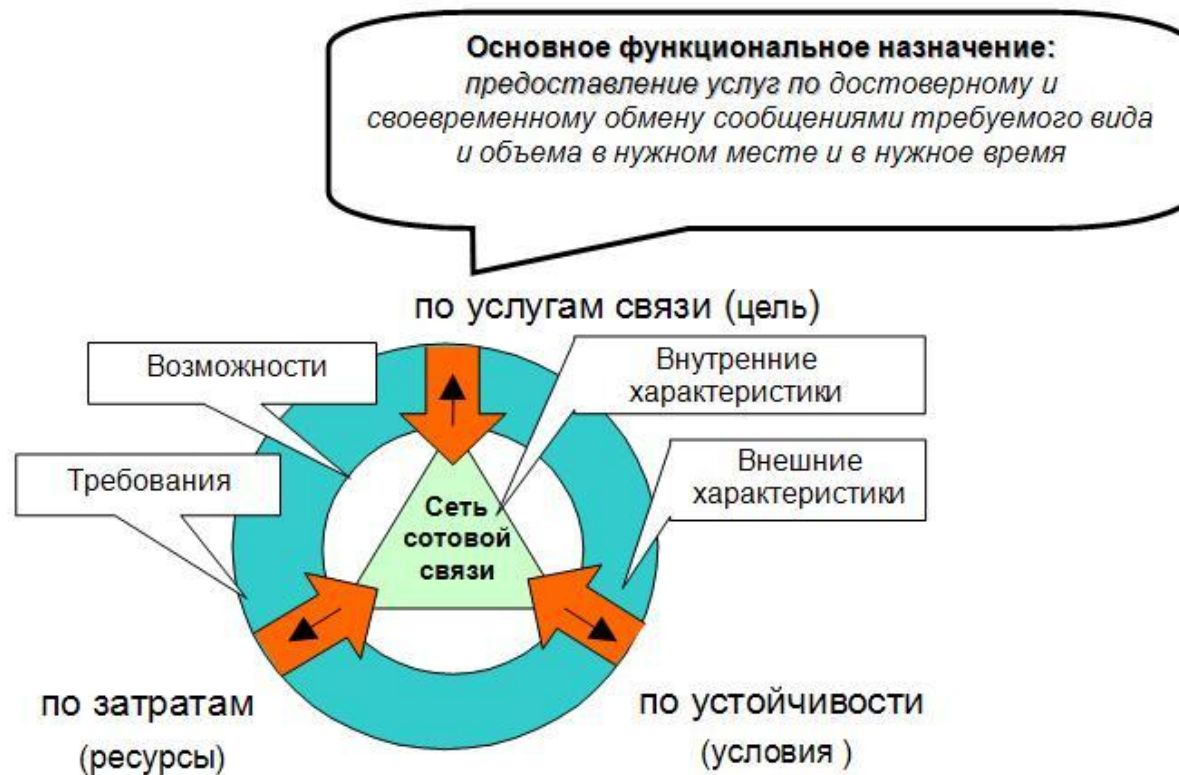 Основное функциональное назначение:
предоставление услуг по достоверному и
своевременному обмену сообщениями требуемого вида
и объема в нужном месте и в нужное время
по услугам связи (цель)
Возможности
Внутренние
характеристики
Требования
Внешние
характеристики
Сеть
сотовой
связи
по затратам
(ресурсы)
по устойчивости
(условия )